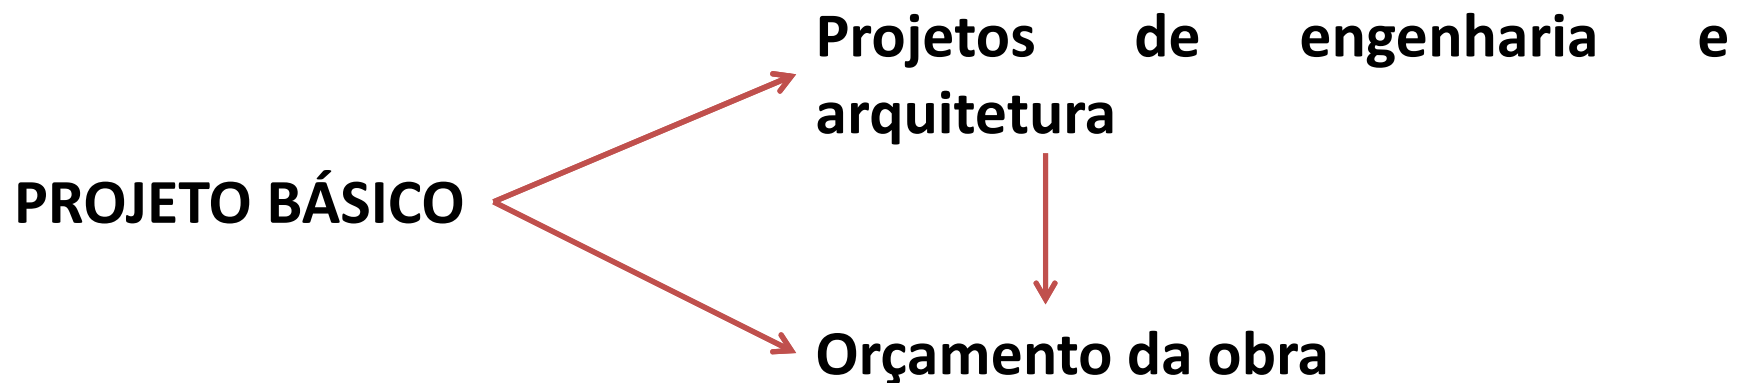 Projetos de engenharia e
arquitetura
PROJETO BÁSICO
Orçamento da obra